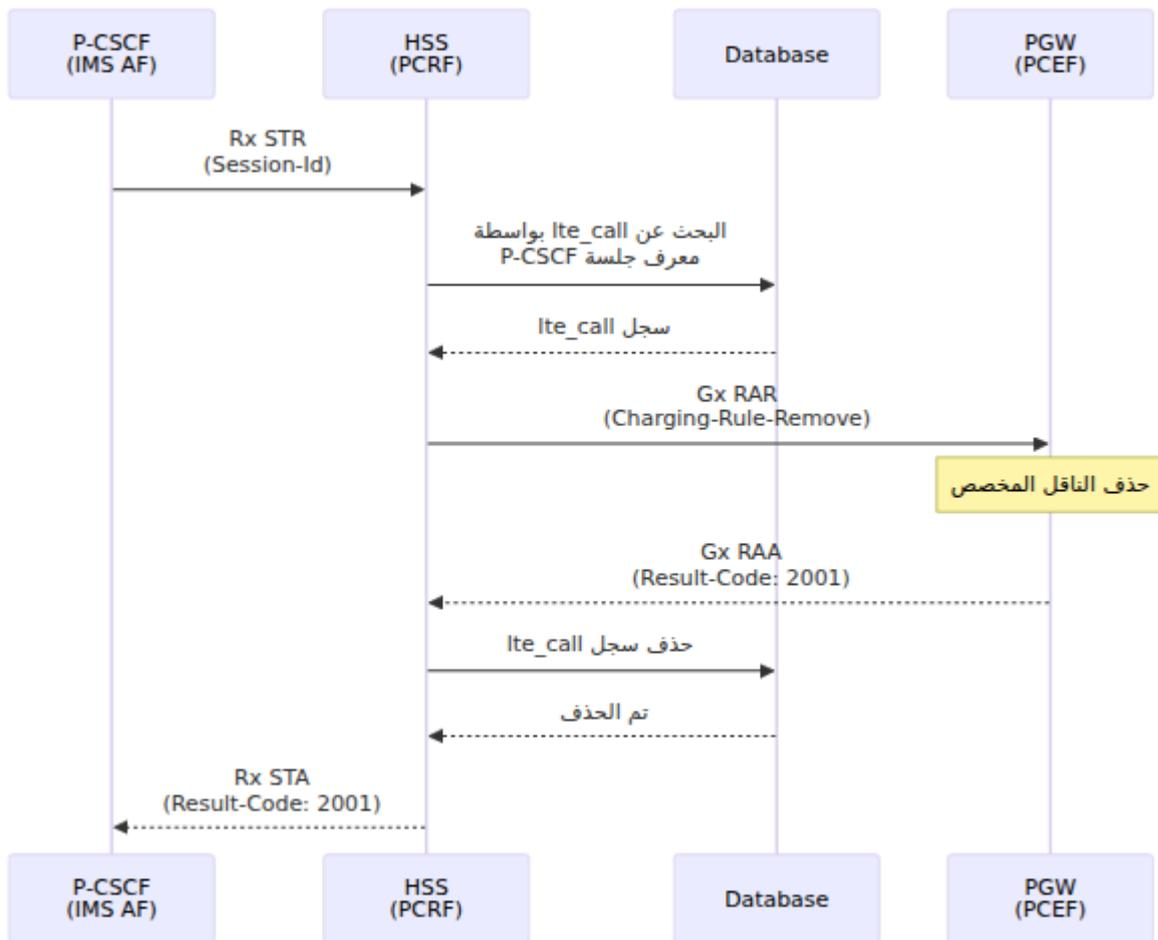 P-CSCF
(IMS AF)
HSS
(PCRF)
Database
PGW
(PCEF)
Rx STR
(Session-Id)
البحث عن lte_call بواسطة
معرف جلسة P-CSCF
سجل lte_call
Gx RAR
(Charging-Rule-Remove)
حذف الناقل المخصص
Gx RAA
(Result-Code: 2001)
حذف سجل lte_call
تم الحذف
Rx STA
(Result-Code: 2001)
P-CSCF
(IMS AF)
HSS
(PCRF)
Database
PGW
(PCEF)